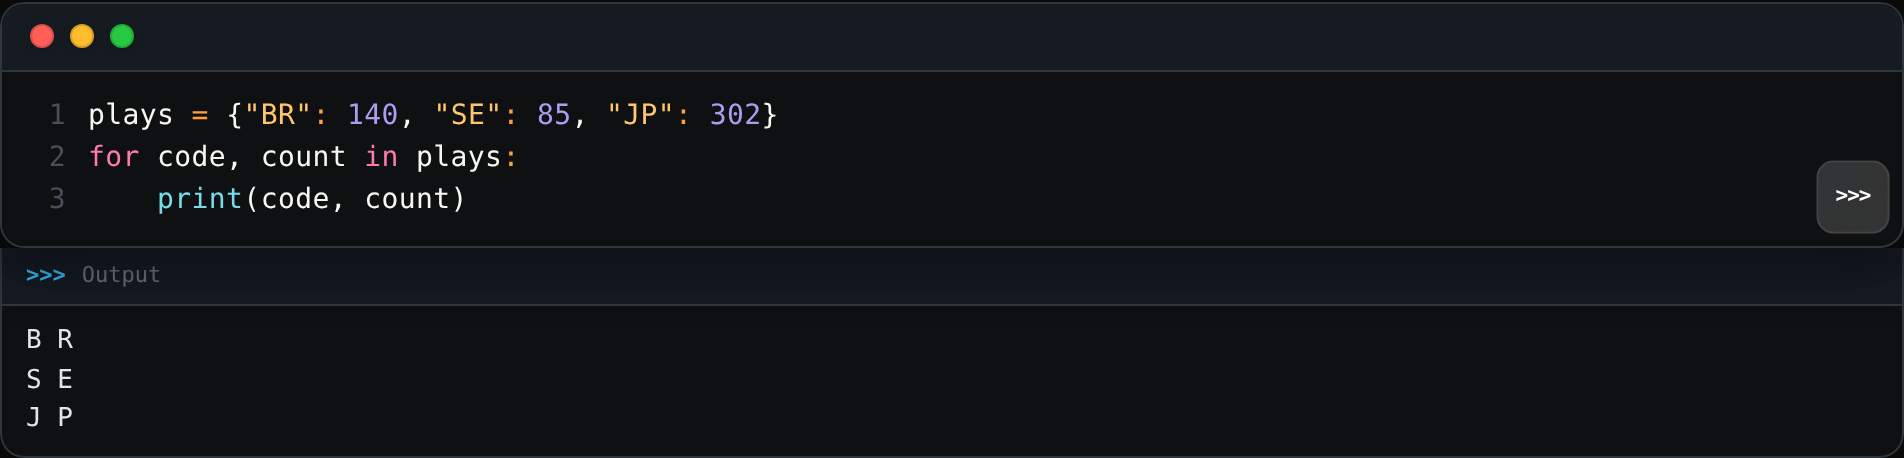 1 plays = {"BR": 140, "SE": 85, "JP": 302}
2 for code, count in plays:
3     print(code, count)
>>>
>>> Output
B R
S E
J P